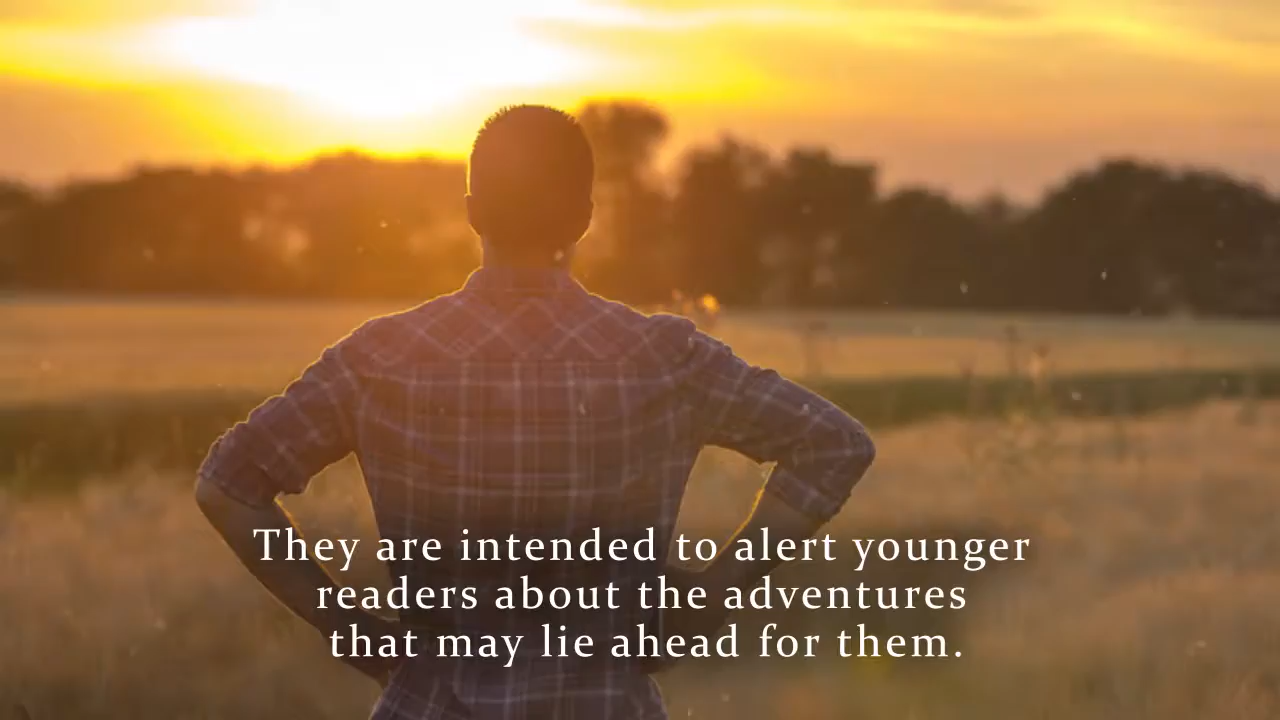 They are intended to alert younger
readers about the adventures
that may lie ahead for them.